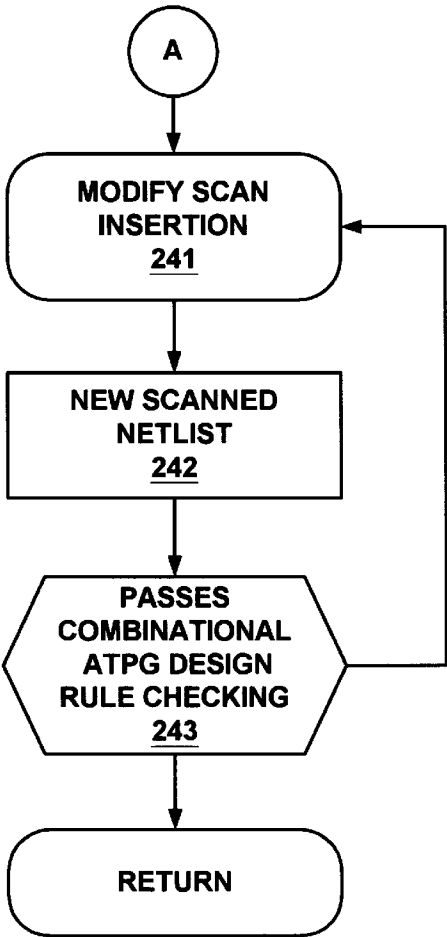 A
MODIFY SCAN
INSERTION
241
NEW SCANNED
NETLIST
242
PASSES
COMBINATIONAL
ATPG DESIGN
RULE CHECKING
243
RETURN